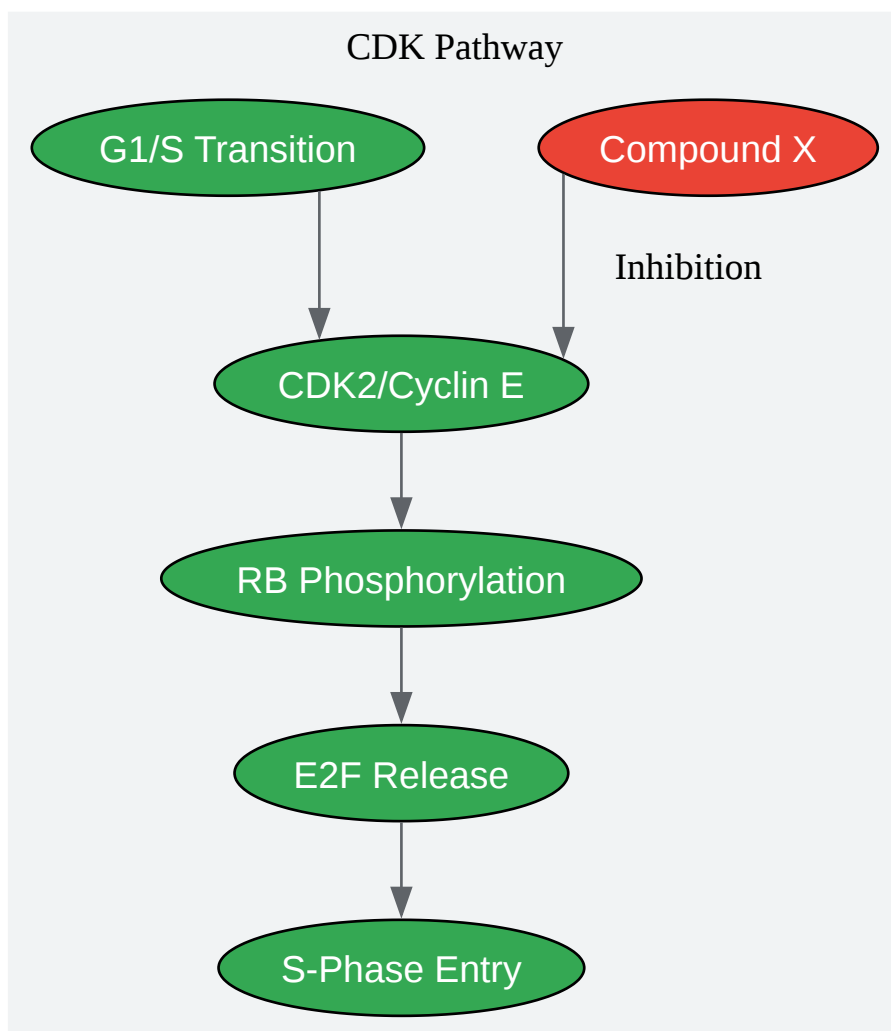 CDK Pathway
G1/S Transition
Compound X
Inhibition
CDK2/Cyclin E
RB Phosphorylation
E2F Release
S-Phase Entry